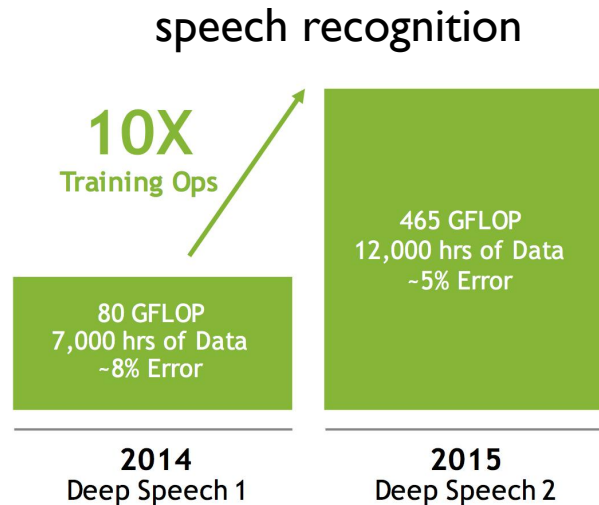 speech recognition
10X
Training Ops
80 GFLOP
7,000 hrs of Data
~8% Error
465 GFLOP
12,000 hrs of Data
~5% Error
2014
Deep Speech 1
2015
Deep Speech 2